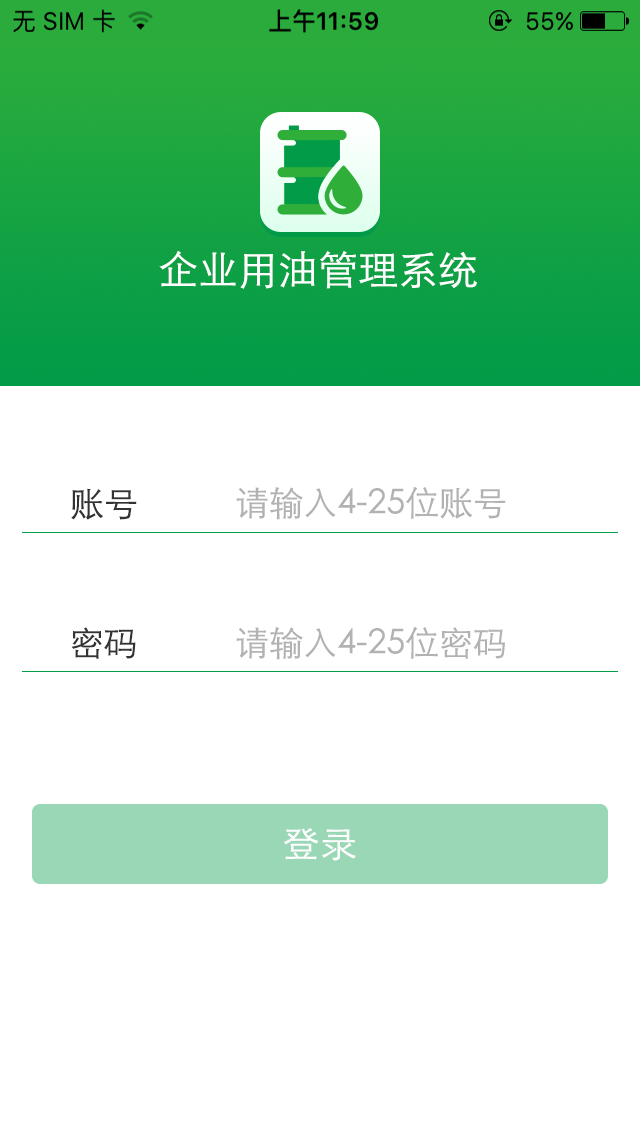 无 SIM 卡 上午11:59 55%
企业用油管理系统
账号 请输入4-25位账号
密码 请输入4-25位密码
登录